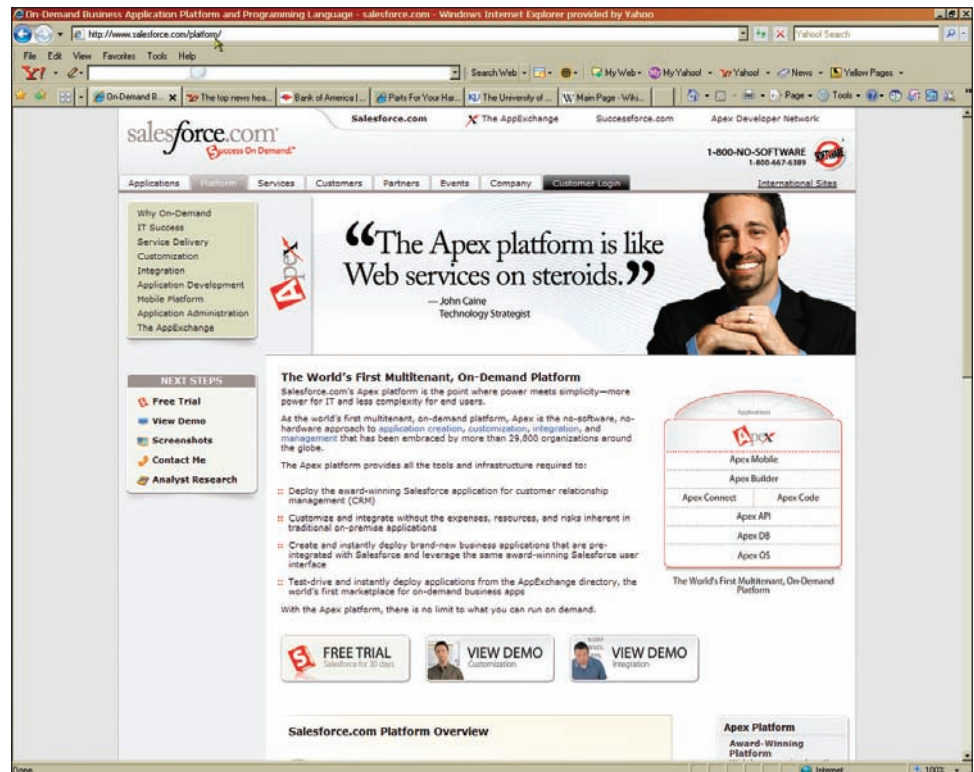 On-Demand Business Application Platform and Programming Language - salesforce.com - Windows Internet Explorer provided by Yahoo
http://www.salesforce.com/platform/
Yahoo! Search
File Edit View Favorites Tools Help
Y! Search Web My Web My Yahoo! Yahoo! News Yellow Pages
On-Demand B... The top news hea... Bank of America | ... Parts For Your Har... KU The University of ... W Main Page - Wiki... Page Tools
Salesforce.com The AppExchange Successforce.com Apex Developer Network
salesforce.com
Success On Demand.™
1-800-NO-SOFTWARE
1-800-667-6389
SOFTWARE
Applications Platform Services Customers Partners Events Company Customer Login International Sites
Why On-Demand
IT Success
Service Delivery
Customization
Integration
Application Development
Mobile Platform
Application Administration
The AppExchange
Apex
“The Apex platform is like
Web services on steroids.”
— John Caine
Technology Strategist
NEXT STEPS
Free Trial
View Demo
Screenshots
Contact Me
Analyst Research
The World's First Multitenant, On-Demand Platform
Salesforce.com's Apex platform is the point where power meets simplicity—more
power for IT and less complexity for end users.
As the world's first multitenant, on-demand platform, Apex is the no-software, no-
hardware approach to application creation, customization, integration, and
management that has been embraced by more than 29,800 organizations around
the globe.
The Apex platform provides all the tools and infrastructure required to:
Deploy the award-winning Salesforce application for customer relationship
management (CRM)
Customize and integrate without the expenses, resources, and risks inherent in
traditional on-premise applications
Create and instantly deploy brand-new business applications that are pre-
integrated with Salesforce and leverage the same award-winning Salesforce user
interface
Test-drive and instantly deploy applications from the AppExchange directory, the
world's first marketplace for on-demand business apps
With the Apex platform, there is no limit to what you can run on demand.
Applications
Apex
Apex Mobile
Apex Builder
Apex Connect Apex Code
Apex API
Apex DB
Apex OS
The World's First Multitenant, On-Demand
Platform
FREE TRIAL
Salesforce for 30 days
VIEW DEMO
Customization
VIEW DEMO
Integration
Salesforce.com Platform Overview
Apex Platform
Award-Winning
Platform
Done Internet 100%